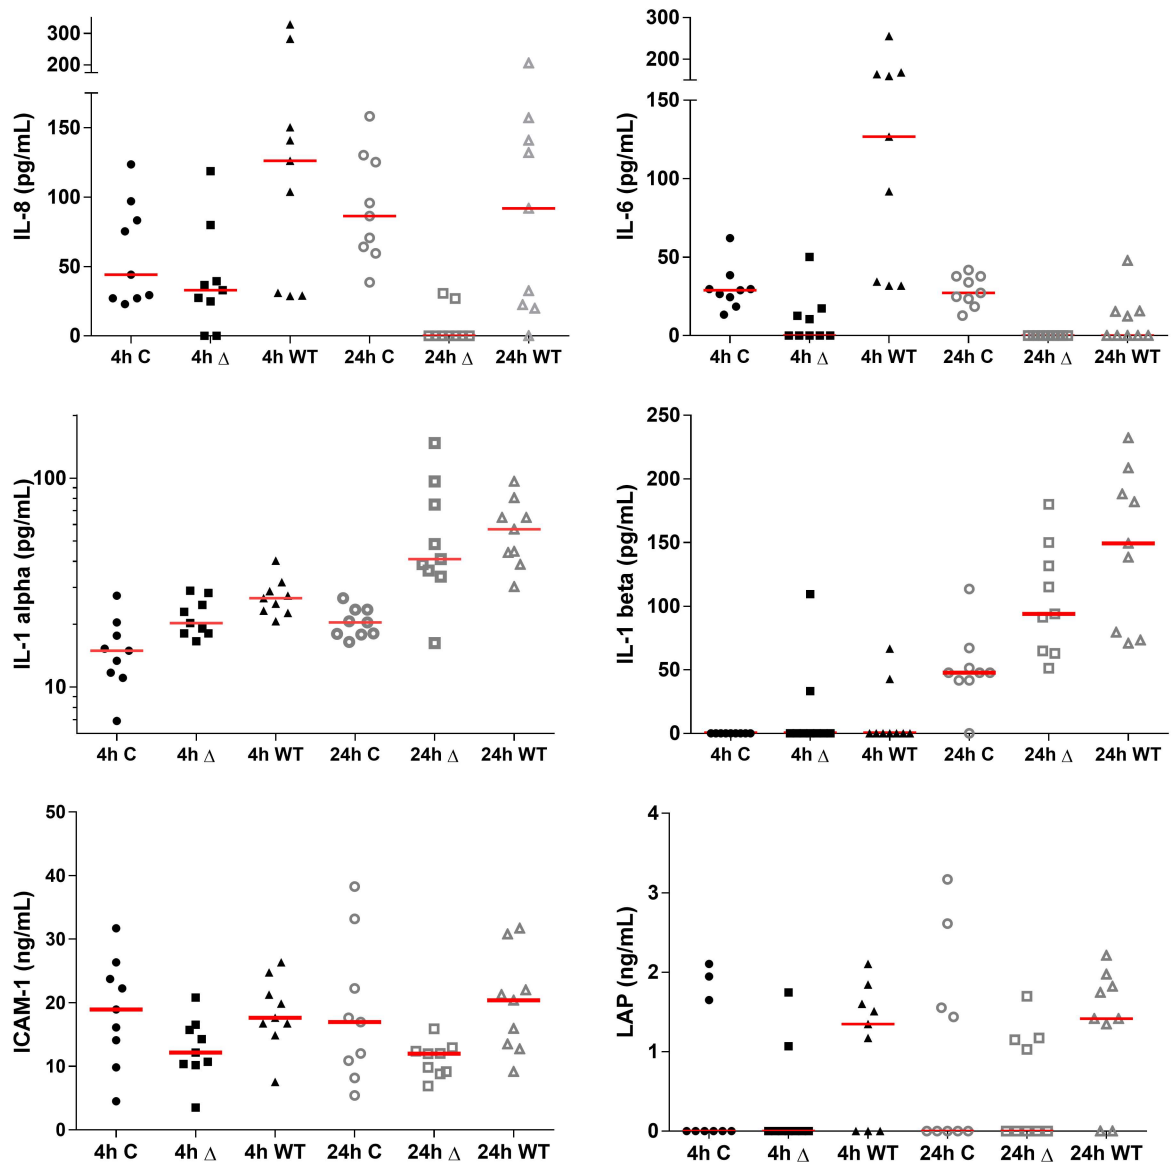 IL-8 (pg/mL)
300
200
150
100
50
0
4h C 4h Δ 4h WT 24h C 24h Δ 24h WT
IL-6 (pg/mL)
300
200
150
100
50
0
4h C 4h Δ 4h WT 24h C 24h Δ 24h WT
IL-1 alpha (pg/mL)
100
10
4h C 4h Δ 4h WT 24h C 24h Δ 24h WT
IL-1 beta (pg/mL)
250
200
150
100
50
0
4h C 4h Δ 4h WT 24h C 24h Δ 24h WT
ICAM-1 (ng/mL)
50
40
30
20
10
0
4h C 4h Δ 4h WT 24h C 24h Δ 24h WT
LAP (ng/mL)
4
3
2
1
0
4h C 4h Δ 4h WT 24h C 24h Δ 24h WT